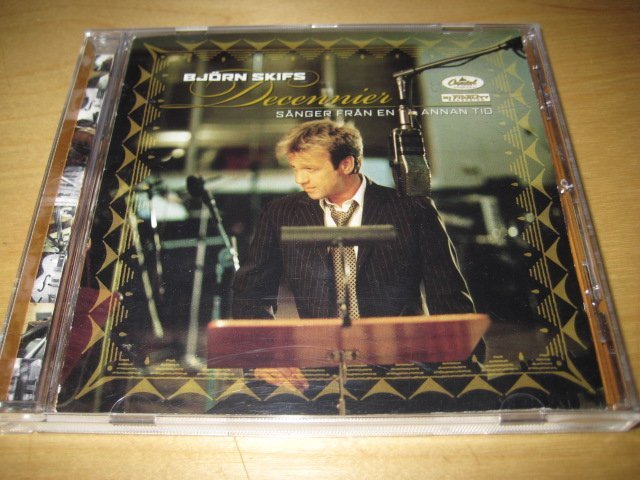 BJÖRN SKIFS
Decennier
SÅNGER FRÅN EN ANNAN TID
Capitol